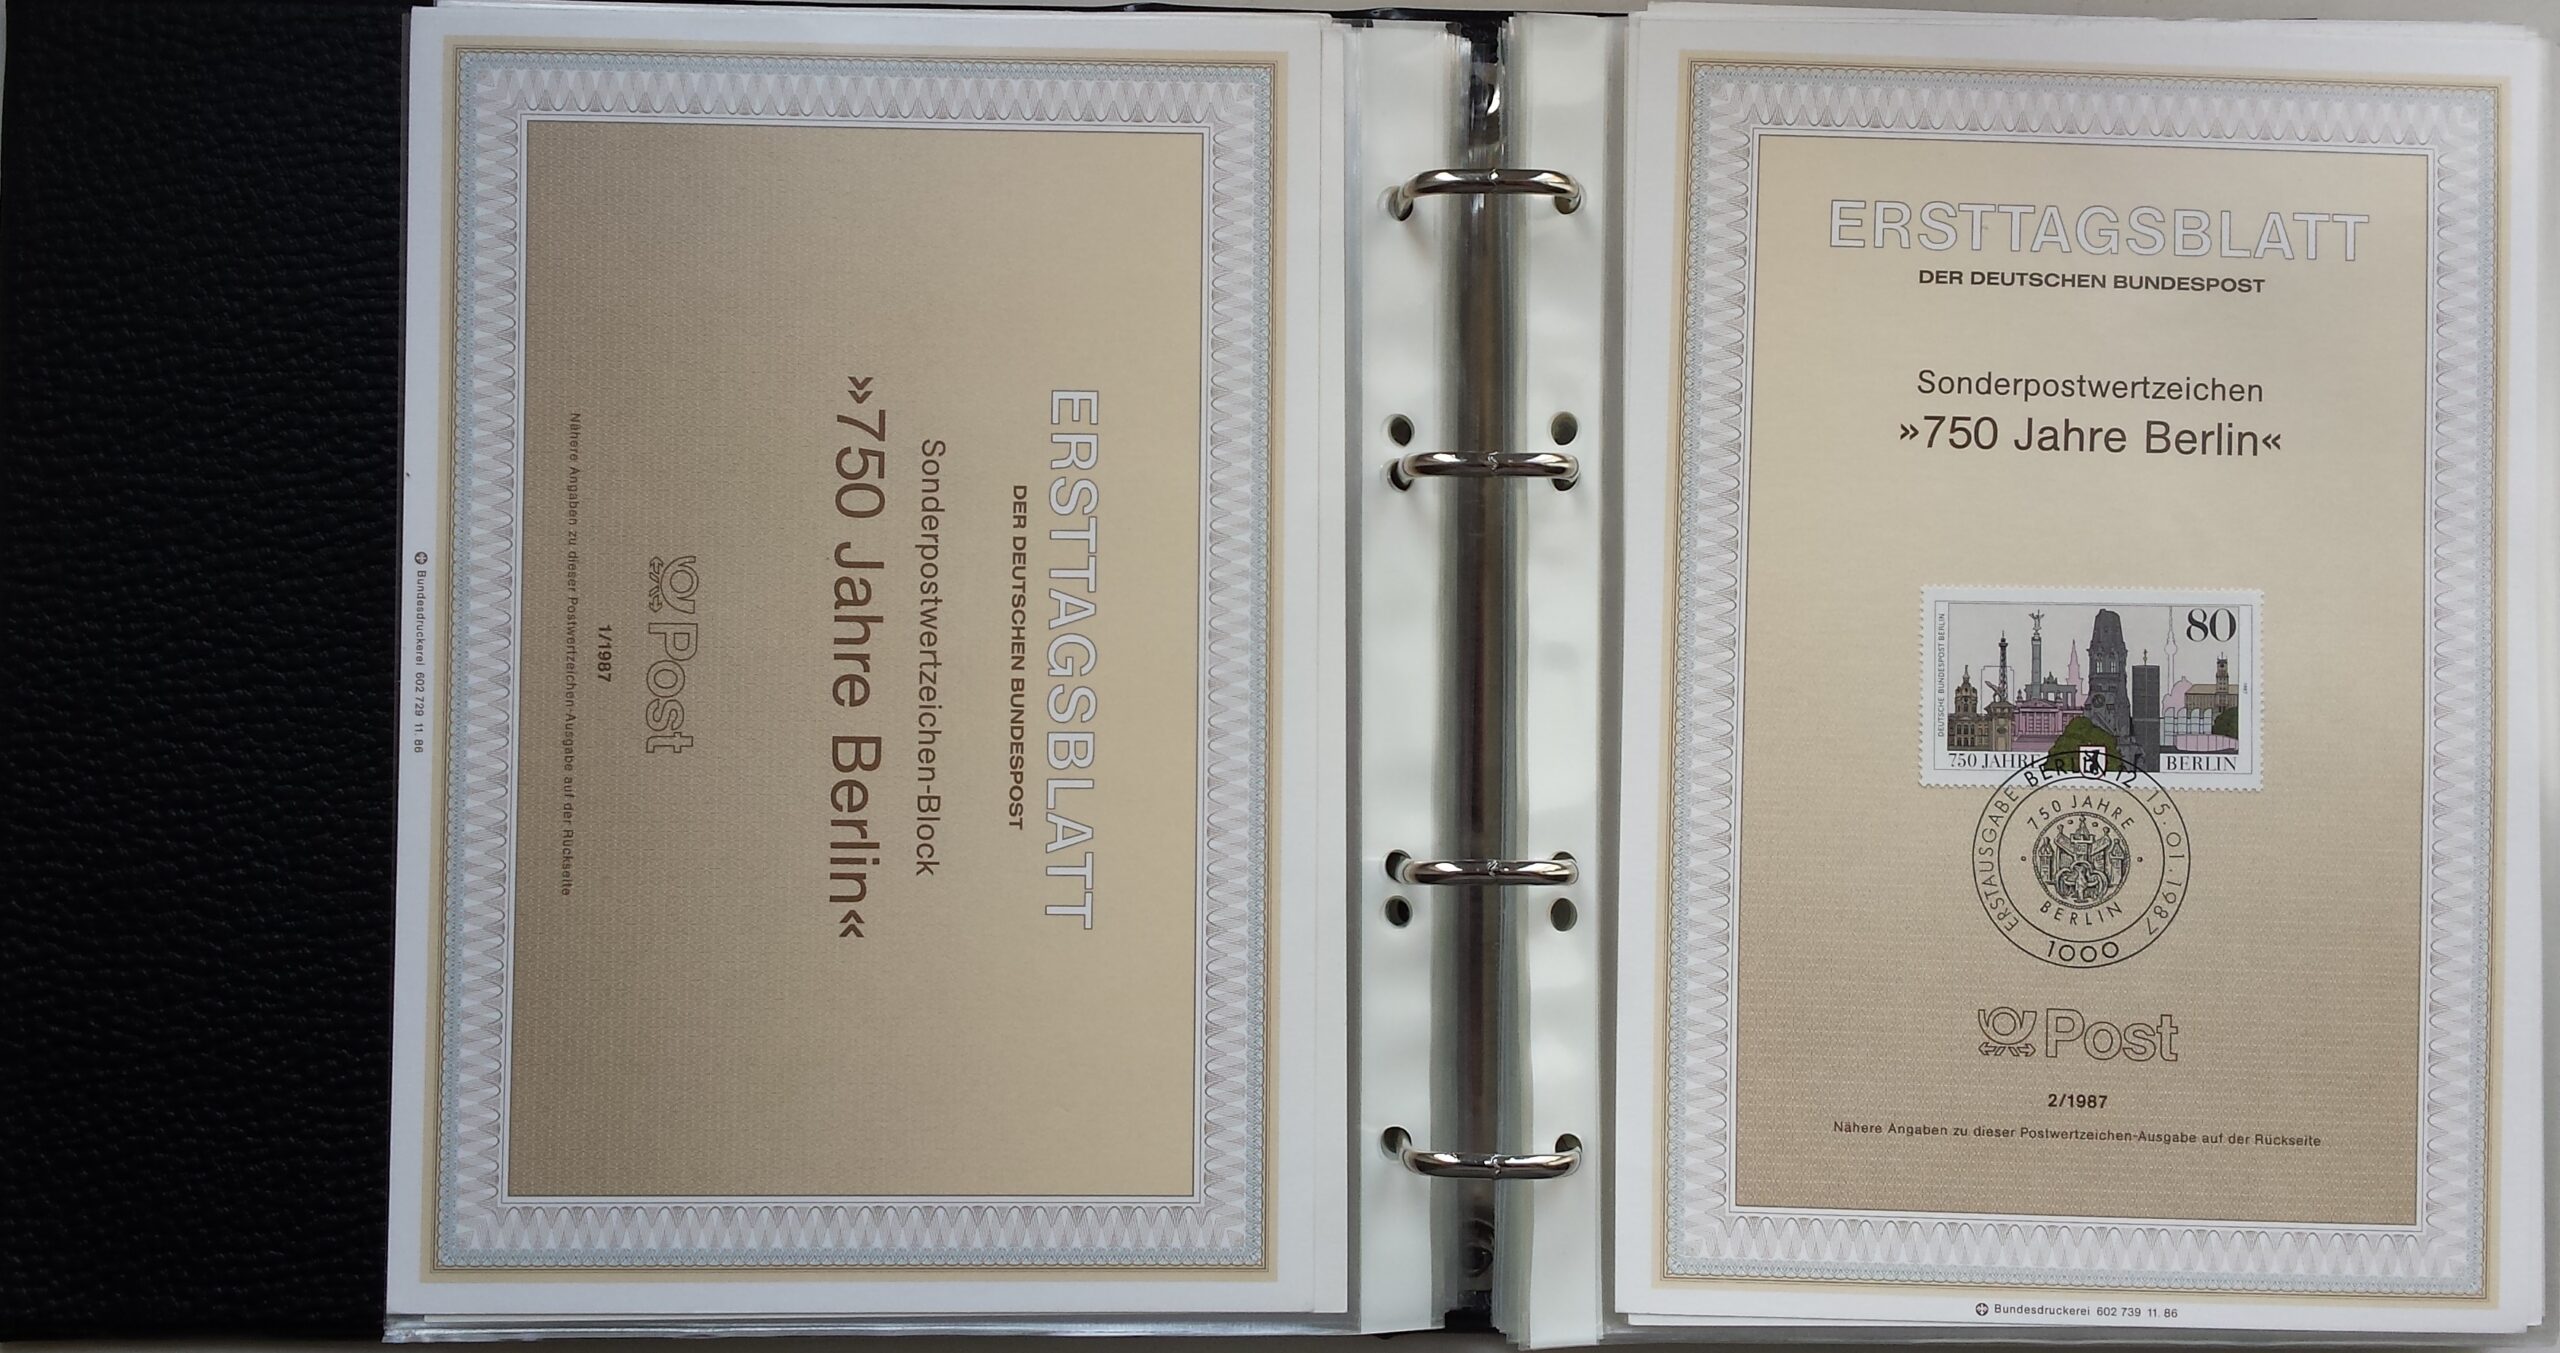 ERSTTAGSBLATT
DER DEUTSCHEN BUNDESPOST
Sonderpostwertzeichen-Block
»750 Jahre Berlin«
Post
1/1987
Nähere Angaben zu dieser Postwertzeichen-Ausgabe auf der Rückseite
Bundesdruckerei 602 729 11. 86
ERSTTAGSBLATT
DER DEUTSCHEN BUNDESPOST
Sonderpostwertzeichen
»750 Jahre Berlin«
80
DEUTSCHE BUNDESPOST BERLIN
1987
750 JAHRE BERLIN
ERSTAUSGABE BERLIN 12 15.01.1987
750 JAHRE
BERLIN
1000
Post
2/1987
Nähere Angaben zu dieser Postwertzeichen-Ausgabe auf der Rückseite
Bundesdruckerei 602 739 11. 86